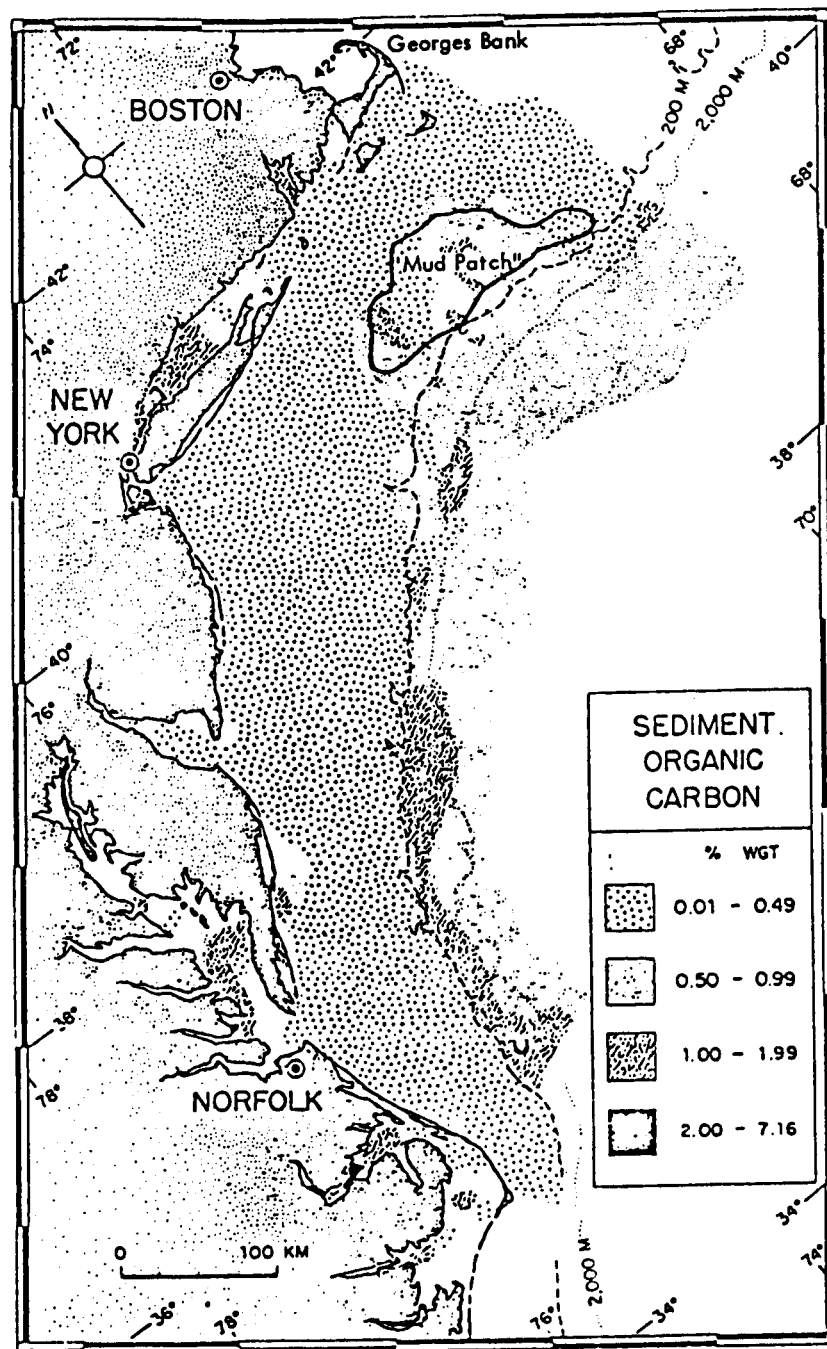 72°
42°
Georges Bank
68°
40°
BOSTON
200 M
2,000 M
68°
"Mud Patch"
42°
74°
NEW
YORK
38°
70°
40°
76°
SEDIMENT.
ORGANIC
CARBON
% WGT
0.01 - 0.49
0.50 - 0.99
1.00 - 1.99
2.00 - 7.16
38°
78°
NORFOLK
0 100 KM
34°
74°
2,000 M
36°
78°
76°
34°